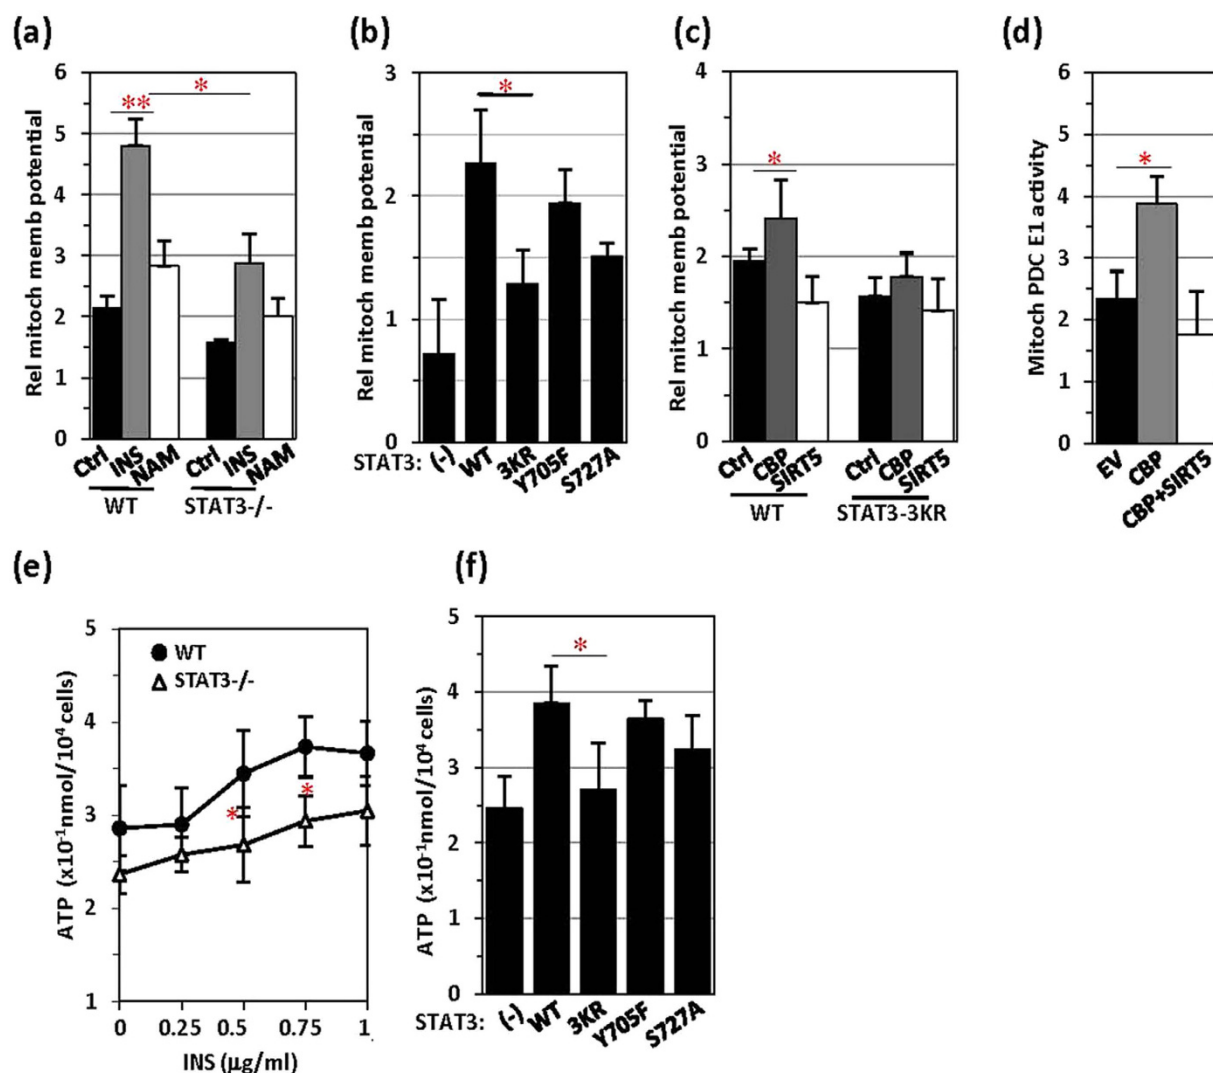 (a)
Rel mitoch memb potential
6
5
4
3
2
1
0
**
*
Ctrl INS NAM Ctrl INS NAM
WT STAT3-/-
(b)
Rel mitoch memb potential
3
2
1
0
*
STAT3: (-) WT 3KR Y705F S727A
(c)
Rel mitoch memb potential
4
3
2
1
0
*
Ctrl CBP SIRT5 Ctrl CBP SIRT5
WT STAT3-3KR
(d)
Mitoch PDC E1 activity
6
5
4
3
2
1
0
*
EV CBP CBP+SIRT5
(e)
ATP (x10⁻¹nmol/10⁴ cells)
5
4
3
2
1
WT
STAT3-/-
*
*
0 0.25 0.5 0.75 1
INS (μg/ml)
(f)
ATP (x10⁻¹nmol/10⁴ cells)
5
4
3
2
1
0
*
STAT3: (-) WT 3KR Y705F S727A